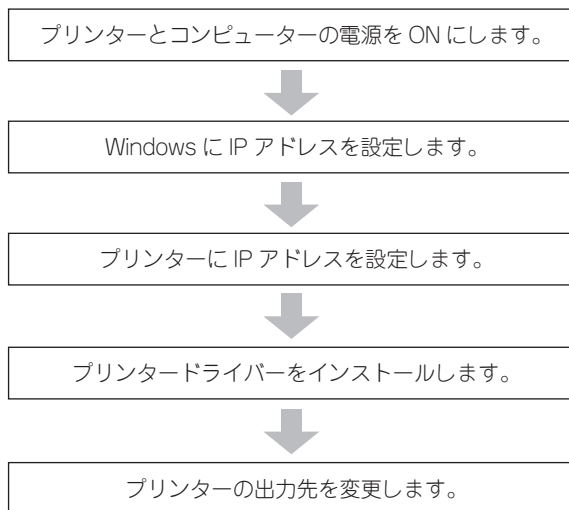 プリンターとコンピューターの電源を ON にします。
Windows に IP アドレスを設定します。
プリンターに IP アドレスを設定します。
プリンタードライバーをインストールします。
プリンターの出力先を変更します。